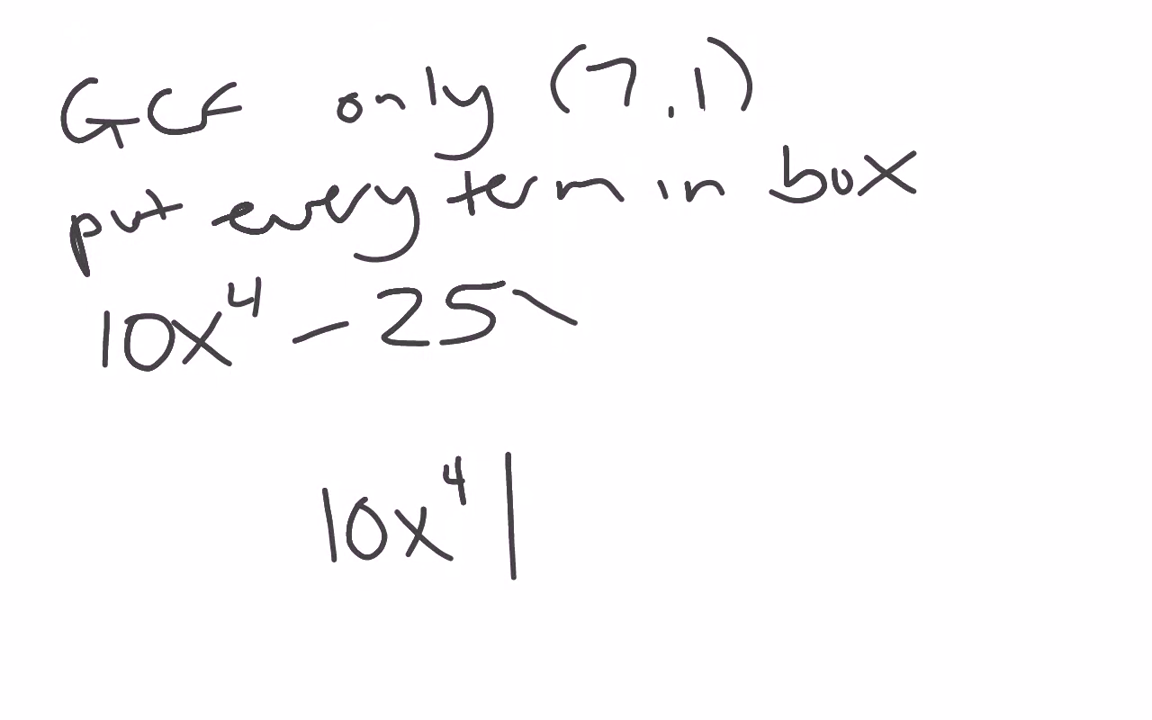 GCF only (7.1)
put every term in box
10x⁴ - 25
10x⁴ |